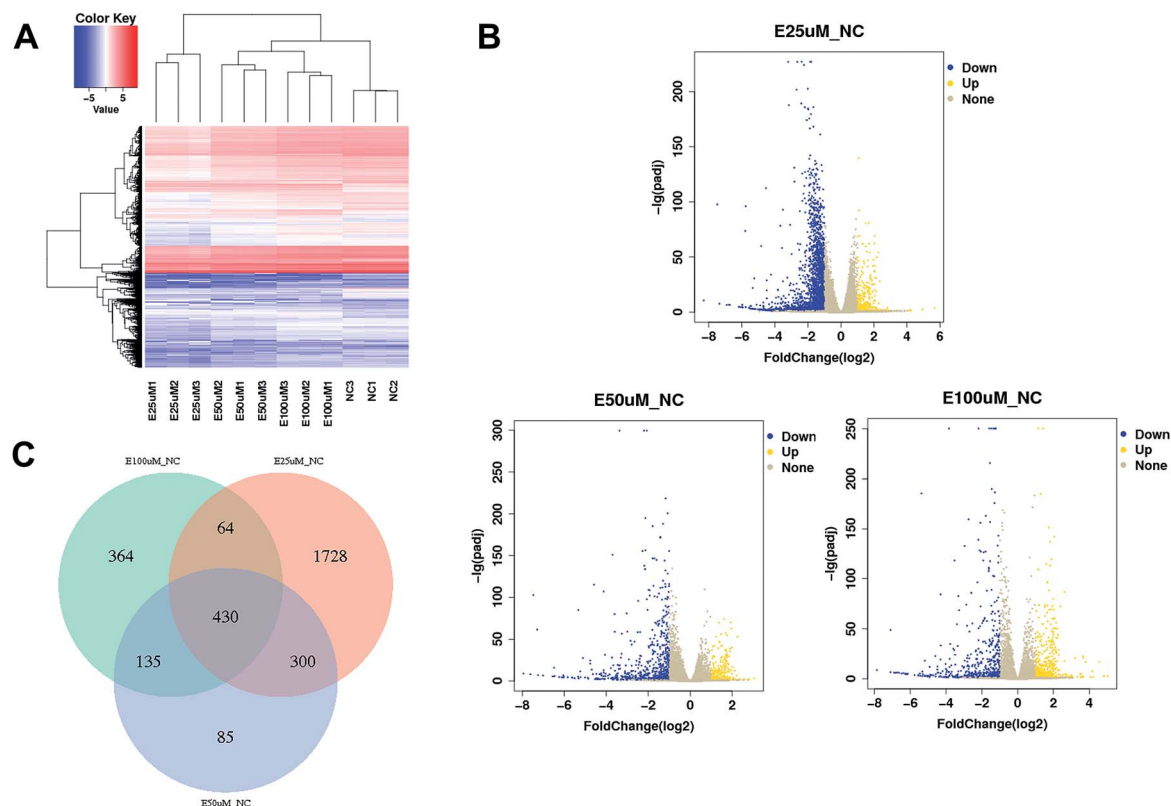 A
Color Key
-5
5
Value
E25uM1
E25uM2
E25uM3
E50uM2
E50uM1
E50uM3
E100uM3
E100uM2
E100uM1
NC3
NC1
NC2
B
E25uM_NC
Down
Up
None
200
150
100
50
0
-lg(padj)
-8 -6 -4 -2 0 2 4 6
FoldChange(log2)
E50uM_NC
Down
Up
None
300
250
200
150
100
50
0
-lg(padj)
-8 -6 -4 -2 0 2
FoldChange(log2)
E100uM_NC
Down
Up
None
250
200
150
100
50
0
-lg(padj)
-8 -6 -4 -2 0 2 4
FoldChange(log2)
C
E100uM_NC
E25uM_NC
364
64
1728
430
135
300
85
E50uM_NC